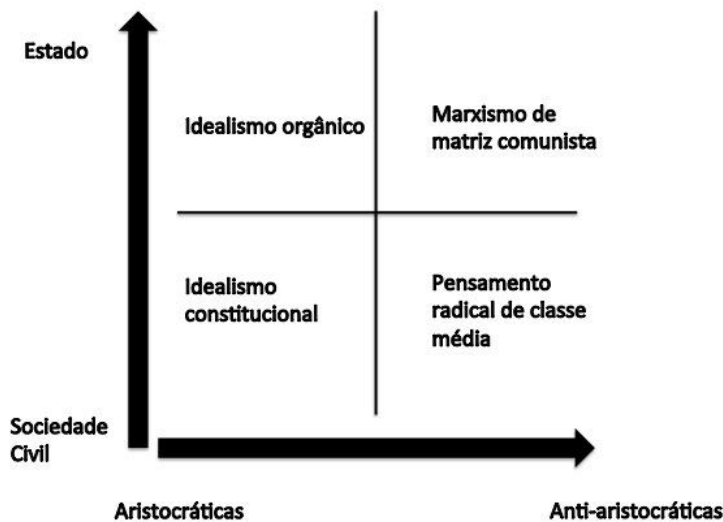 Estado
Idealismo orgânico
Marxismo de
matriz comunista
Idealismo
constitucional
Pensamento
radical de classe
média
Sociedade
Civil
Aristocráticas
Anti-aristocráticas